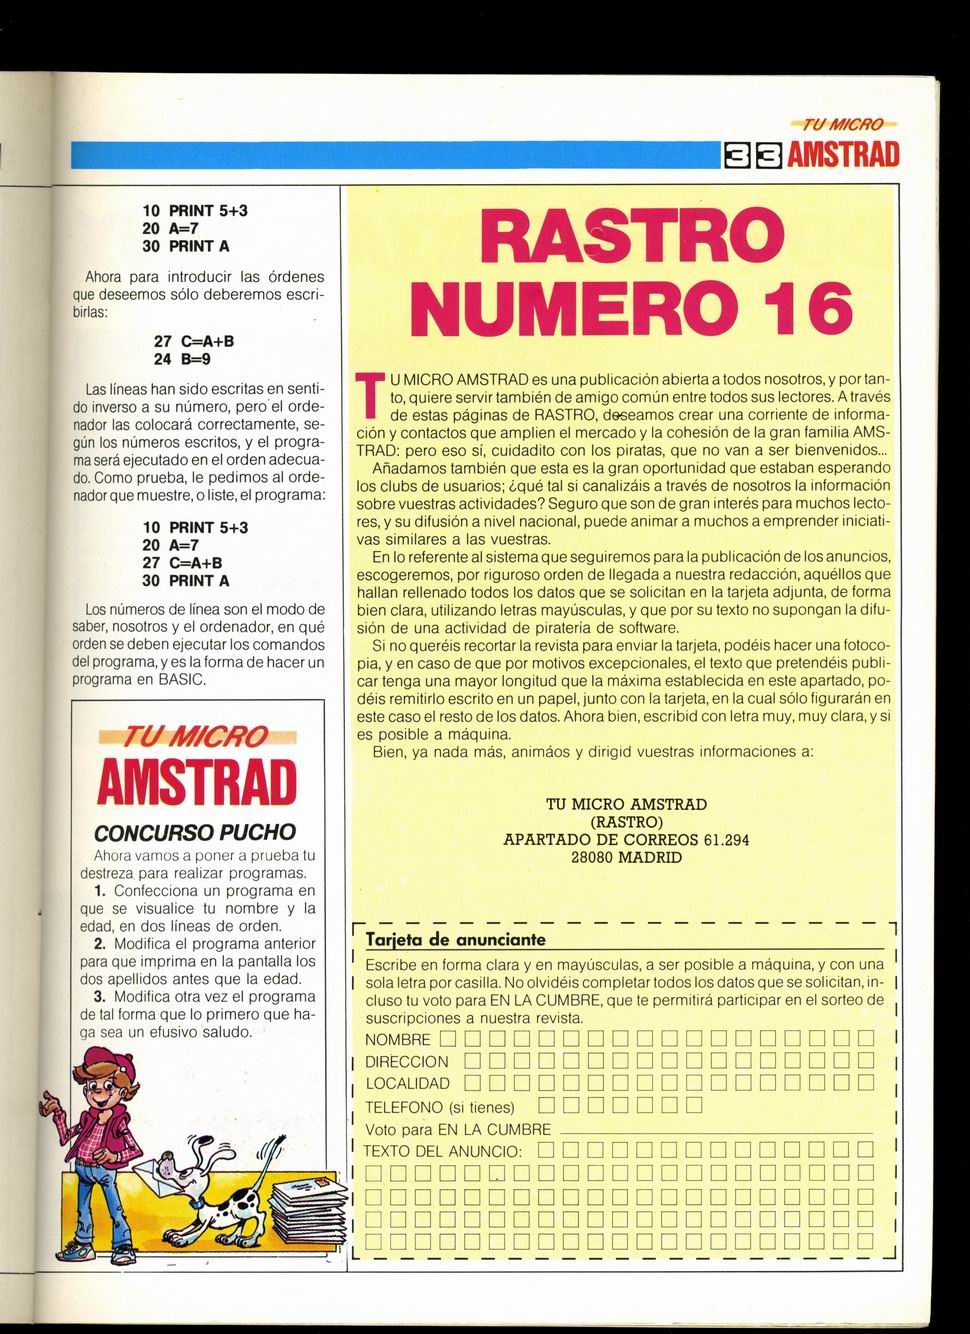 TU MICRO
33 AMSTRAD
10 PRINT 5+3
20 A=7
30 PRINT A
Ahora para introducir las órdenes
que deseemos sólo deberemos escri-
birlas:
27 C=A+B
24 B=9
Las líneas han sido escritas en senti-
do inverso a su número, pero el orde-
nador las colocará correctamente, se-
gún los números escritos, y el progra-
ma será ejecutado en el orden adecua-
do. Como prueba, le pedimos al orde-
nador que muestre, o liste, el programa:
10 PRINT 5+3
20 A=7
27 C=A+B
30 PRINT A
Los números de línea son el modo de
saber, nosotros y el ordenador, en qué
orden se deben ejecutar los comandos
del programa, y es la forma de hacer un
programa en BASIC.
TU MICRO
AMSTRAD
CONCURSO PUCHO
Ahora vamos a poner a prueba tu
destreza para realizar programas.
1. Confecciona un programa en
que se visualice tu nombre y la
edad, en dos líneas de orden.
2. Modifica el programa anterior
para que imprima en la pantalla los
dos apellidos antes que la edad.
3. Modifica otra vez el programa
de tal forma que lo primero que ha-
ga sea un efusivo saludo.
RASTRO
NUMERO 16
TU MICRO AMSTRAD es una publicación abierta a todos nosotros, y por tan-
to, quiere servir también de amigo común entre todos sus lectores. A través
de estas páginas de RASTRO, deseamos crear una corriente de informa-
ción y contactos que amplien el mercado y la cohesión de la gran familia AMS-
TRAD: pero eso sí, cuidadito con los piratas, que no van a ser bienvenidos...
Añadamos también que esta es la gran oportunidad que estaban esperando
los clubs de usuarios; ¿qué tal si canalizáis a través de nosotros la información
sobre vuestras actividades? Seguro que son de gran interés para muchos lecto-
res, y su difusión a nivel nacional, puede animar a muchos a emprender iniciati-
vas similares a las vuestras.
En lo referente al sistema que seguiremos para la publicación de los anuncios,
escogeremos, por riguroso orden de llegada a nuestra redacción, aquéllos que
hallan rellenado todos los datos que se solicitan en la tarjeta adjunta, de forma
bien clara, utilizando letras mayúsculas, y que por su texto no supongan la difu-
sión de una actividad de piratería de software.
Si no queréis recortar la revista para enviar la tarjeta, podéis hacer una fotoco-
pia, y en caso de que por motivos excepcionales, el texto que pretendéis publi-
car tenga una mayor longitud que la máxima establecida en este apartado, po-
déis remitirlo escrito en un papel, junto con la tarjeta, en la cual sólo figurarán en
este caso el resto de los datos. Ahora bien, escribid con letra muy, muy clara, y si
es posible a máquina.
Bien, ya nada más, animáos y dirigid vuestras informaciones a:
TU MICRO AMSTRAD
(RASTRO)
APARTADO DE CORREOS 61.294
28080 MADRID
Tarjeta de anunciante
Escribe en forma clara y en mayúsculas, a ser posible a máquina, y con una
sola letra por casilla. No olvidéis completar todos los datos que se solicitan, in-
cluso tu voto para EN LA CUMBRE, que te permitirá participar en el sorteo de
suscripciones a nuestra revista.
NOMBRE
DIRECCION
LOCALIDAD
TELEFONO (si tienes)
Voto para EN LA CUMBRE
TEXTO DEL ANUNCIO: